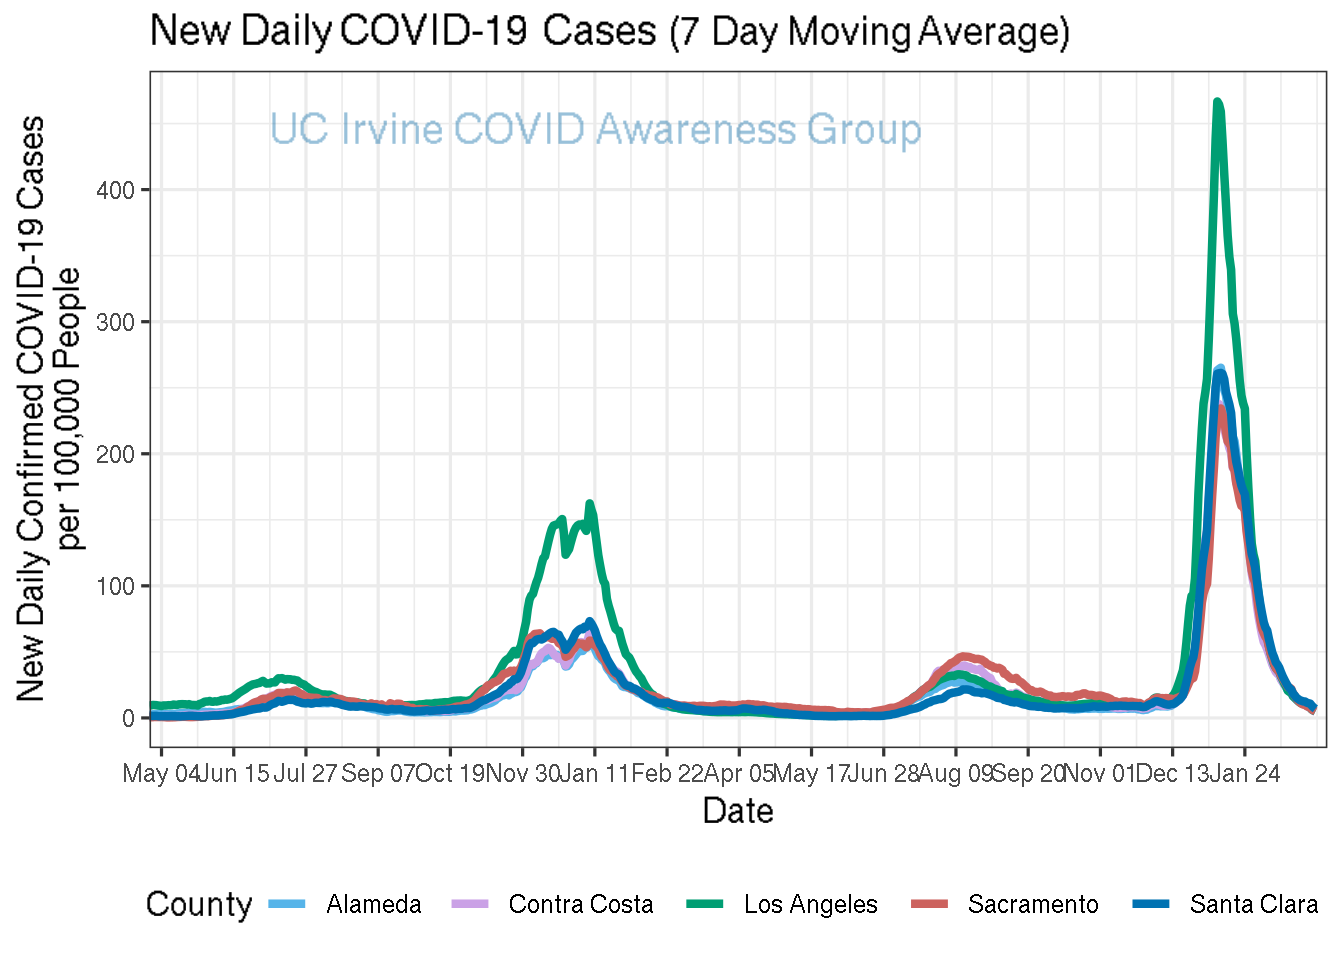 New Daily COVID-19 Cases (7 Day Moving Average)
UC Irvine COVID Awareness Group
New Daily Confirmed COVID-19 Cases
per 100,000 People
400
300
200
100
0
May 04 Jun 15 Jul 27 Sep 07 Oct 19 Nov 30 Jan 11 Feb 22 Apr 05 May 17 Jun 28 Aug 09 Sep 20 Nov 01 Dec 13 Jan 24
Date
County Alameda Contra Costa Los Angeles Sacramento Santa Clara